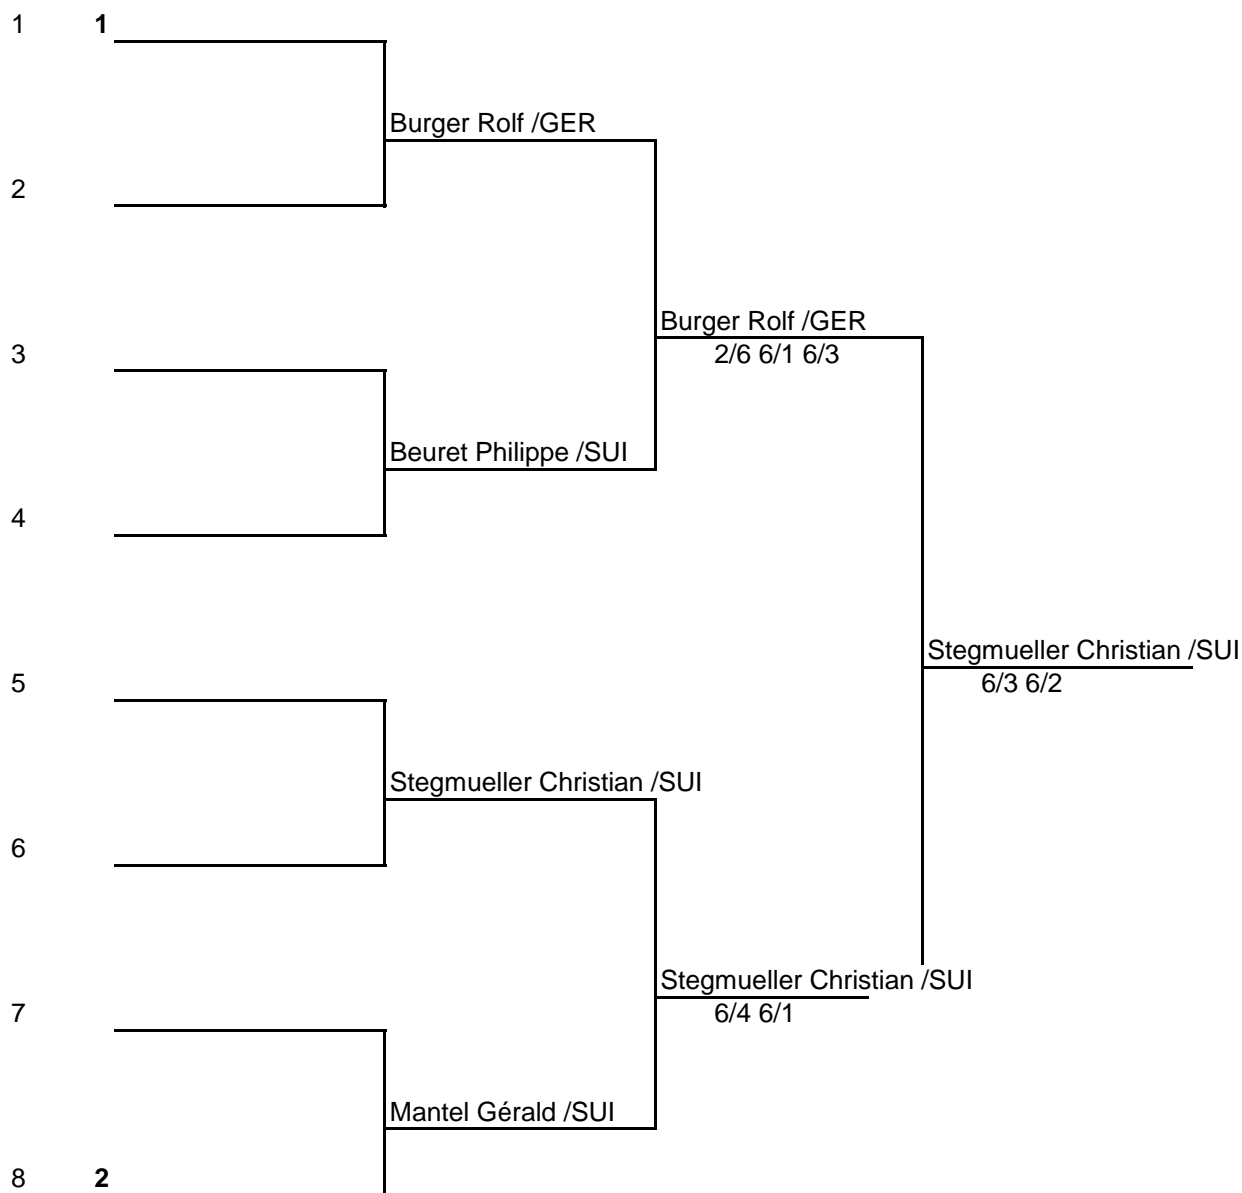 1 1
Burger Rolf /GER
2
Burger Rolf /GER
3 2/6 6/1 6/3
Beuret Philippe /SUI
4
Stegmueller Christian /SUI
5 6/3 6/2
Stegmueller Christian /SUI
6
Stegmueller Christian /SUI
7 6/4 6/1
Mantel Gérald /SUI
8 2